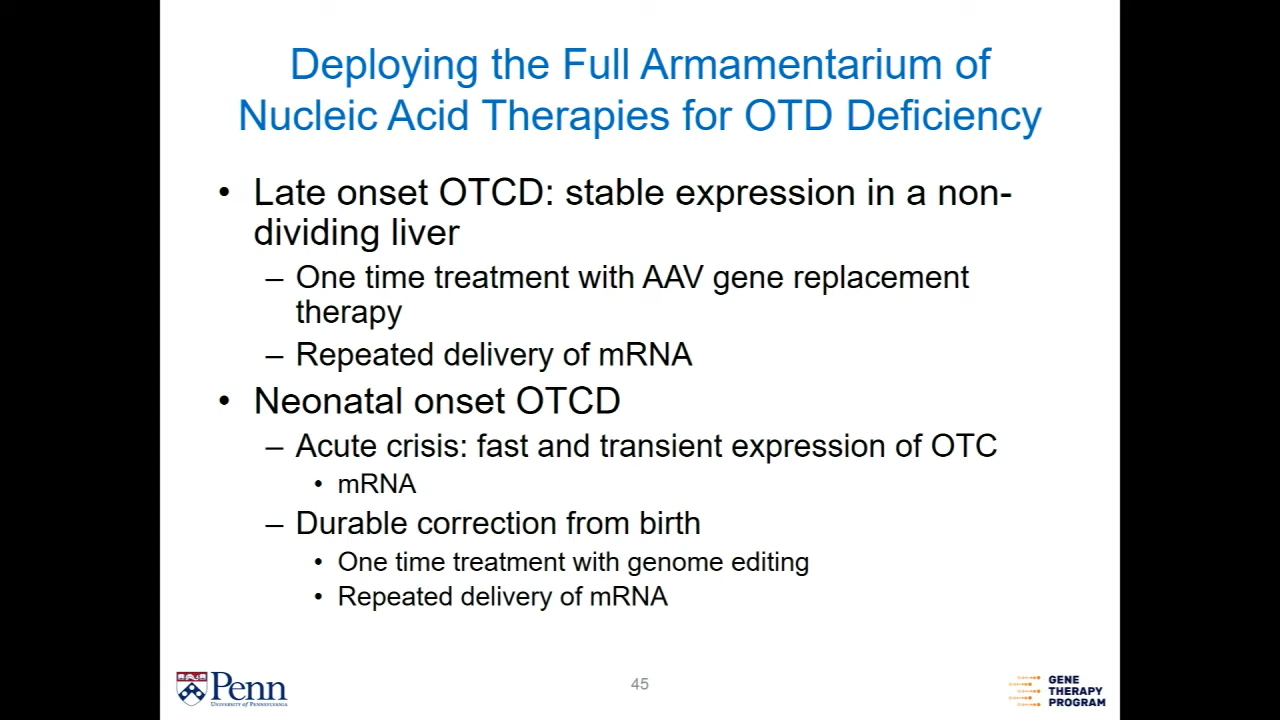 Deploying the Full Armamentarium of
Nucleic Acid Therapies for OTD Deficiency
• Late onset OTCD: stable expression in a non-
dividing liver
– One time treatment with AAV gene replacement
therapy
– Repeated delivery of mRNA
• Neonatal onset OTCD
– Acute crisis: fast and transient expression of OTC
• mRNA
– Durable correction from birth
• One time treatment with genome editing
• Repeated delivery of mRNA
Penn
UNIVERSITY OF PENNSYLVANIA
45
GENE
THERAPY
PROGRAM